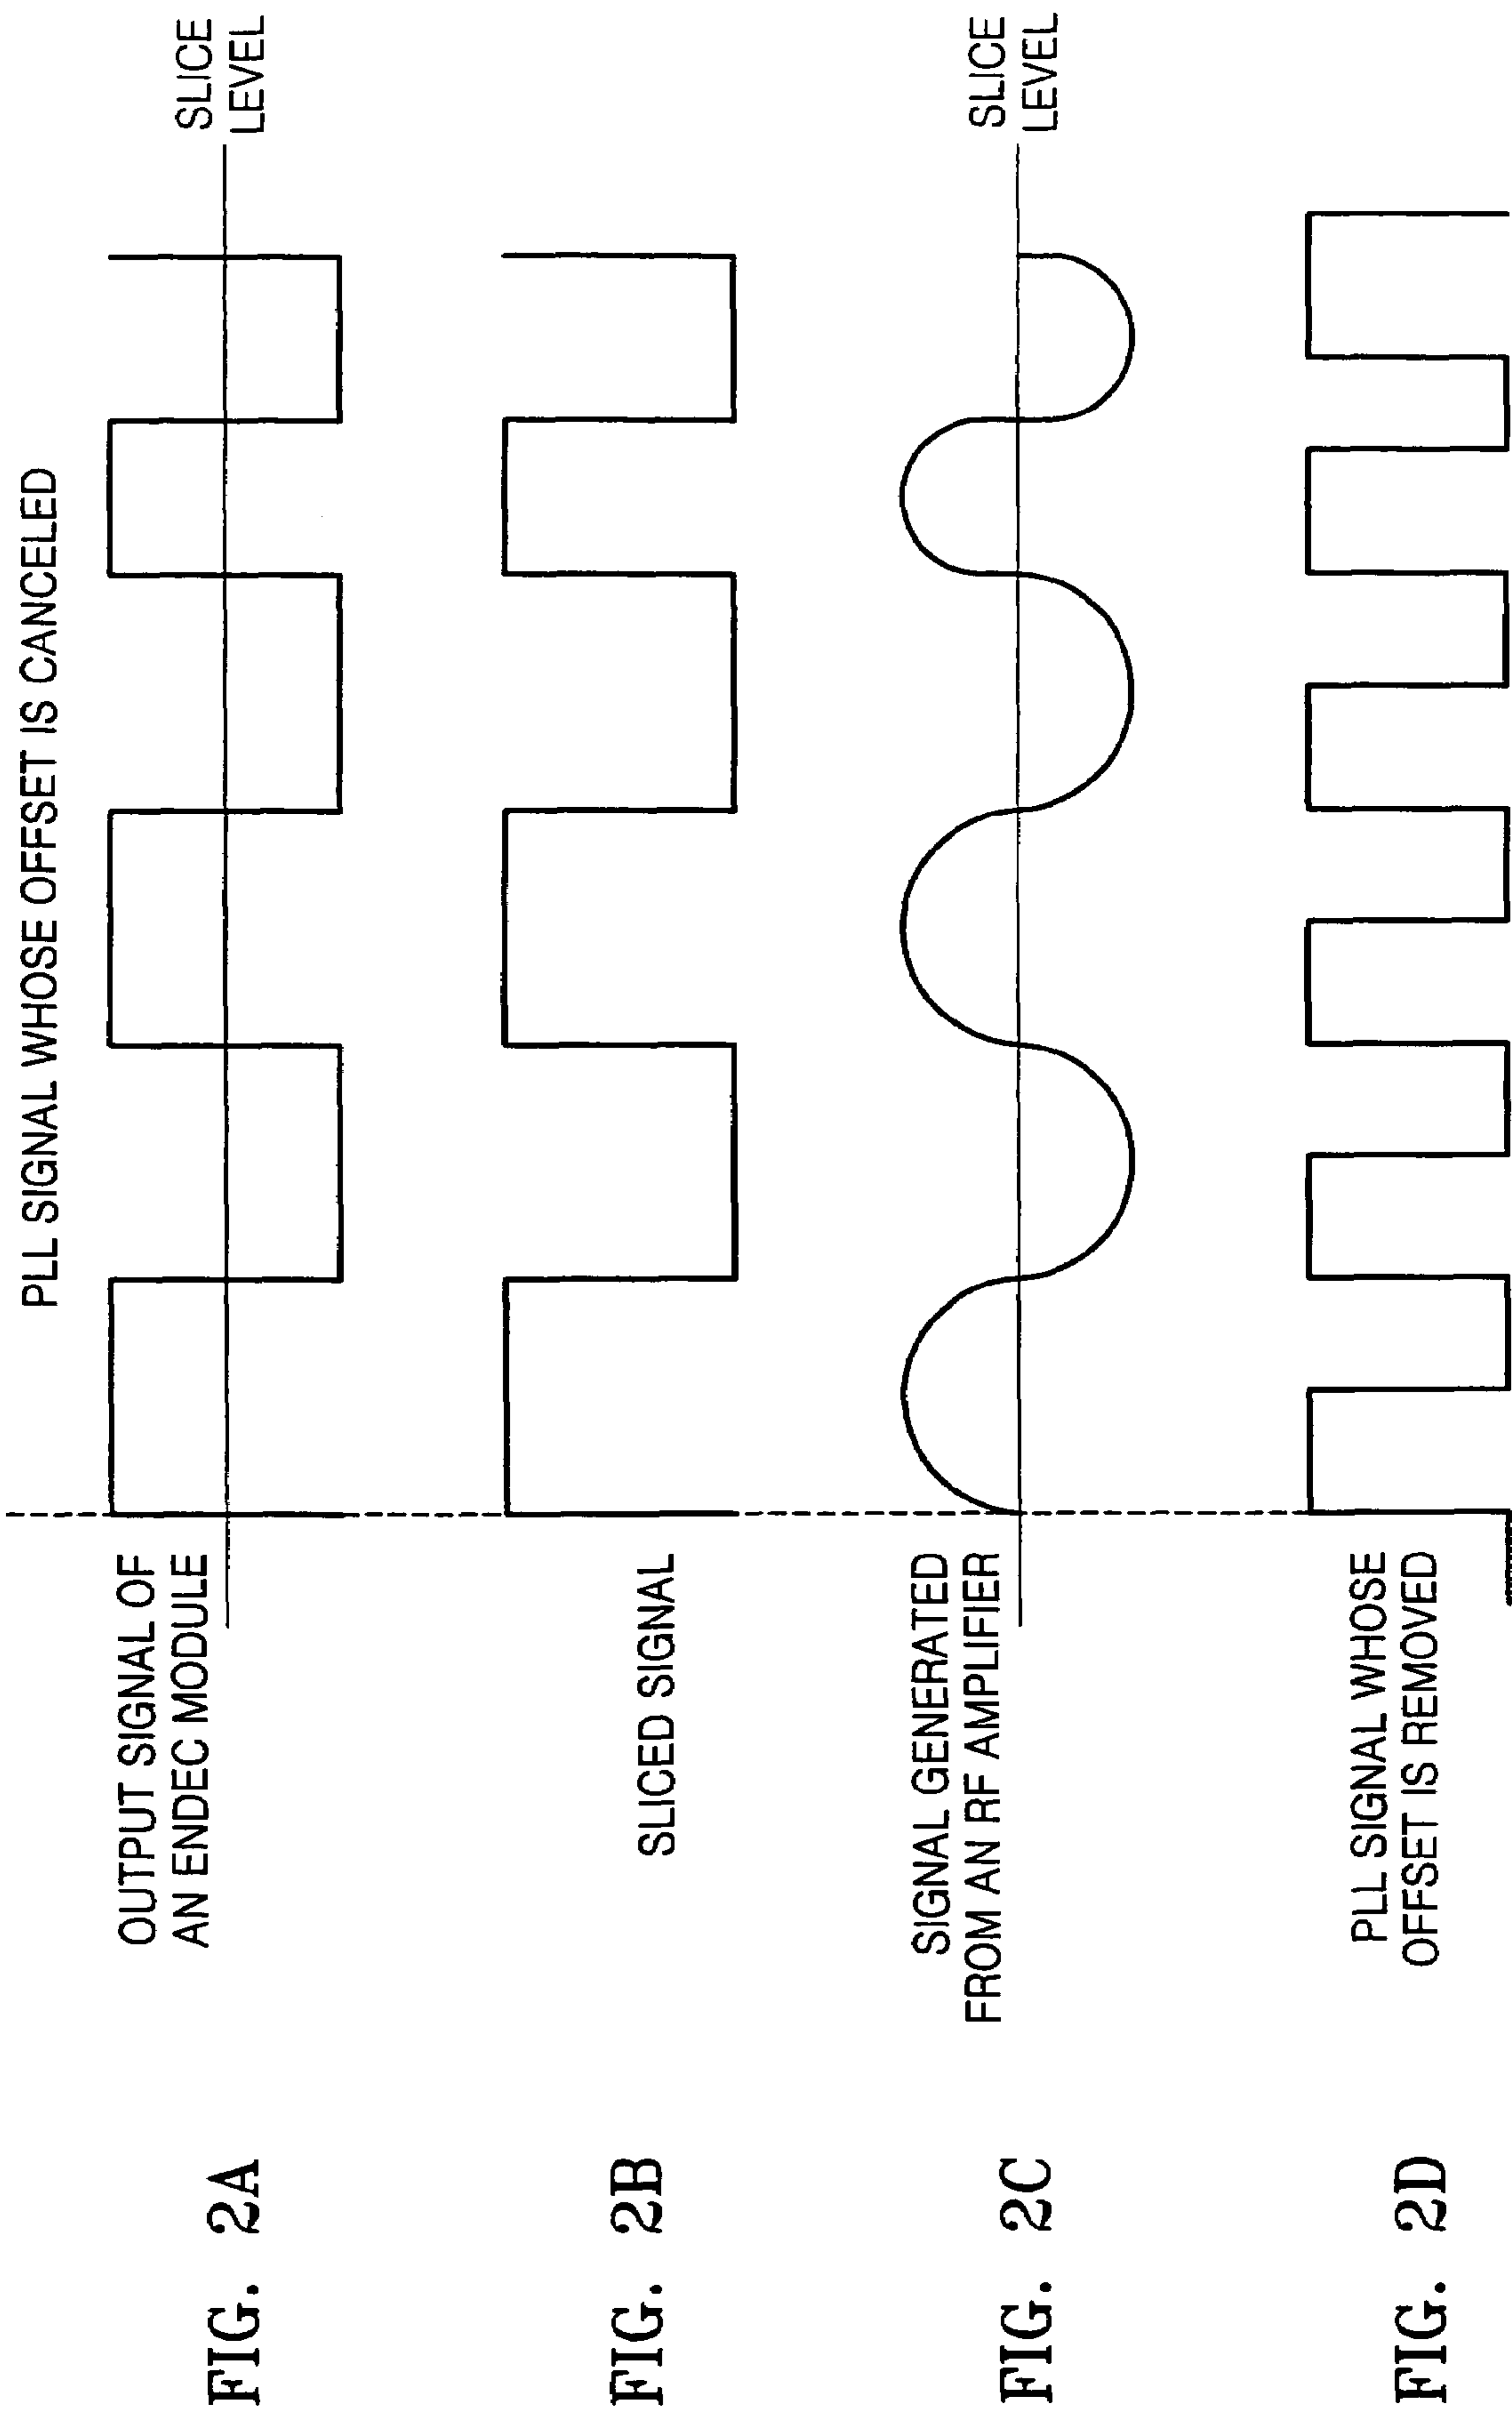 PLL SIGNAL WHOSE OFFSET IS CANCELED
FIG. 2A
OUTPUT SIGNAL OF
AN ENDEC MODULE
SLICE
LEVEL
FIG. 2B
SLICED SIGNAL
FIG. 2C
SIGNAL GENERATED
FROM AN RF AMPLIFIER
SLICE
LEVEL
FIG. 2D
PLL SIGNAL WHOSE
OFFSET IS REMOVED